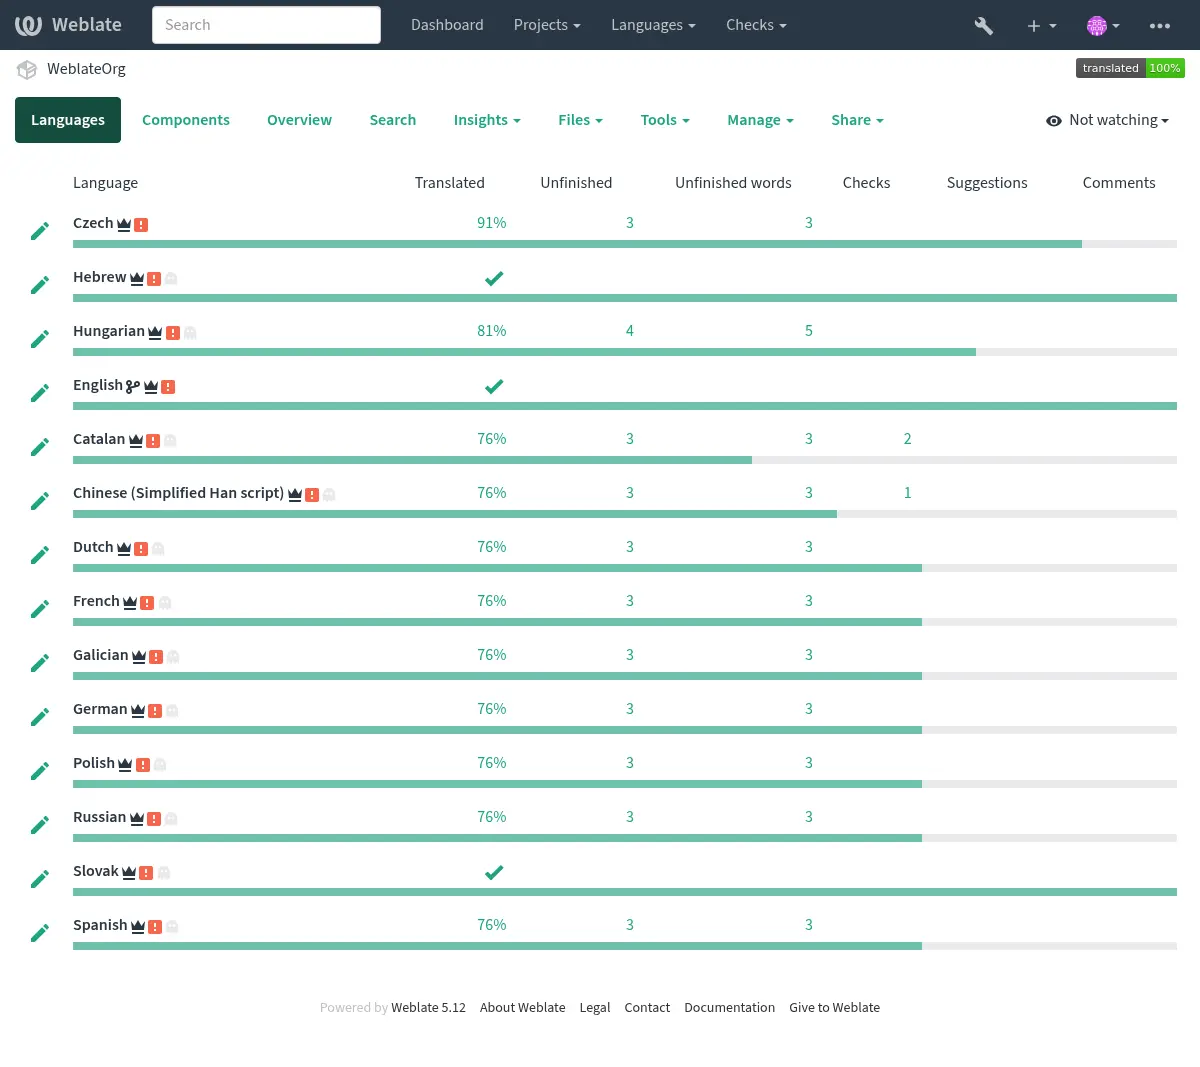 Weblate Search Dashboard Projects Languages Checks
WeblateOrg translated 100%
Languages Components Overview Search Insights Files Tools Manage Share Not watching
Language Translated Unfinished Unfinished words Checks Suggestions Comments
Czech 91% 3 3
Hebrew
Hungarian 81% 4 5
English
Catalan 76% 3 3 2
Chinese (Simplified Han script) 76% 3 3 1
Dutch 76% 3 3
French 76% 3 3
Galician 76% 3 3
German 76% 3 3
Polish 76% 3 3
Russian 76% 3 3
Slovak
Spanish 76% 3 3
Powered by Weblate 5.12 About Weblate Legal Contact Documentation Give to Weblate